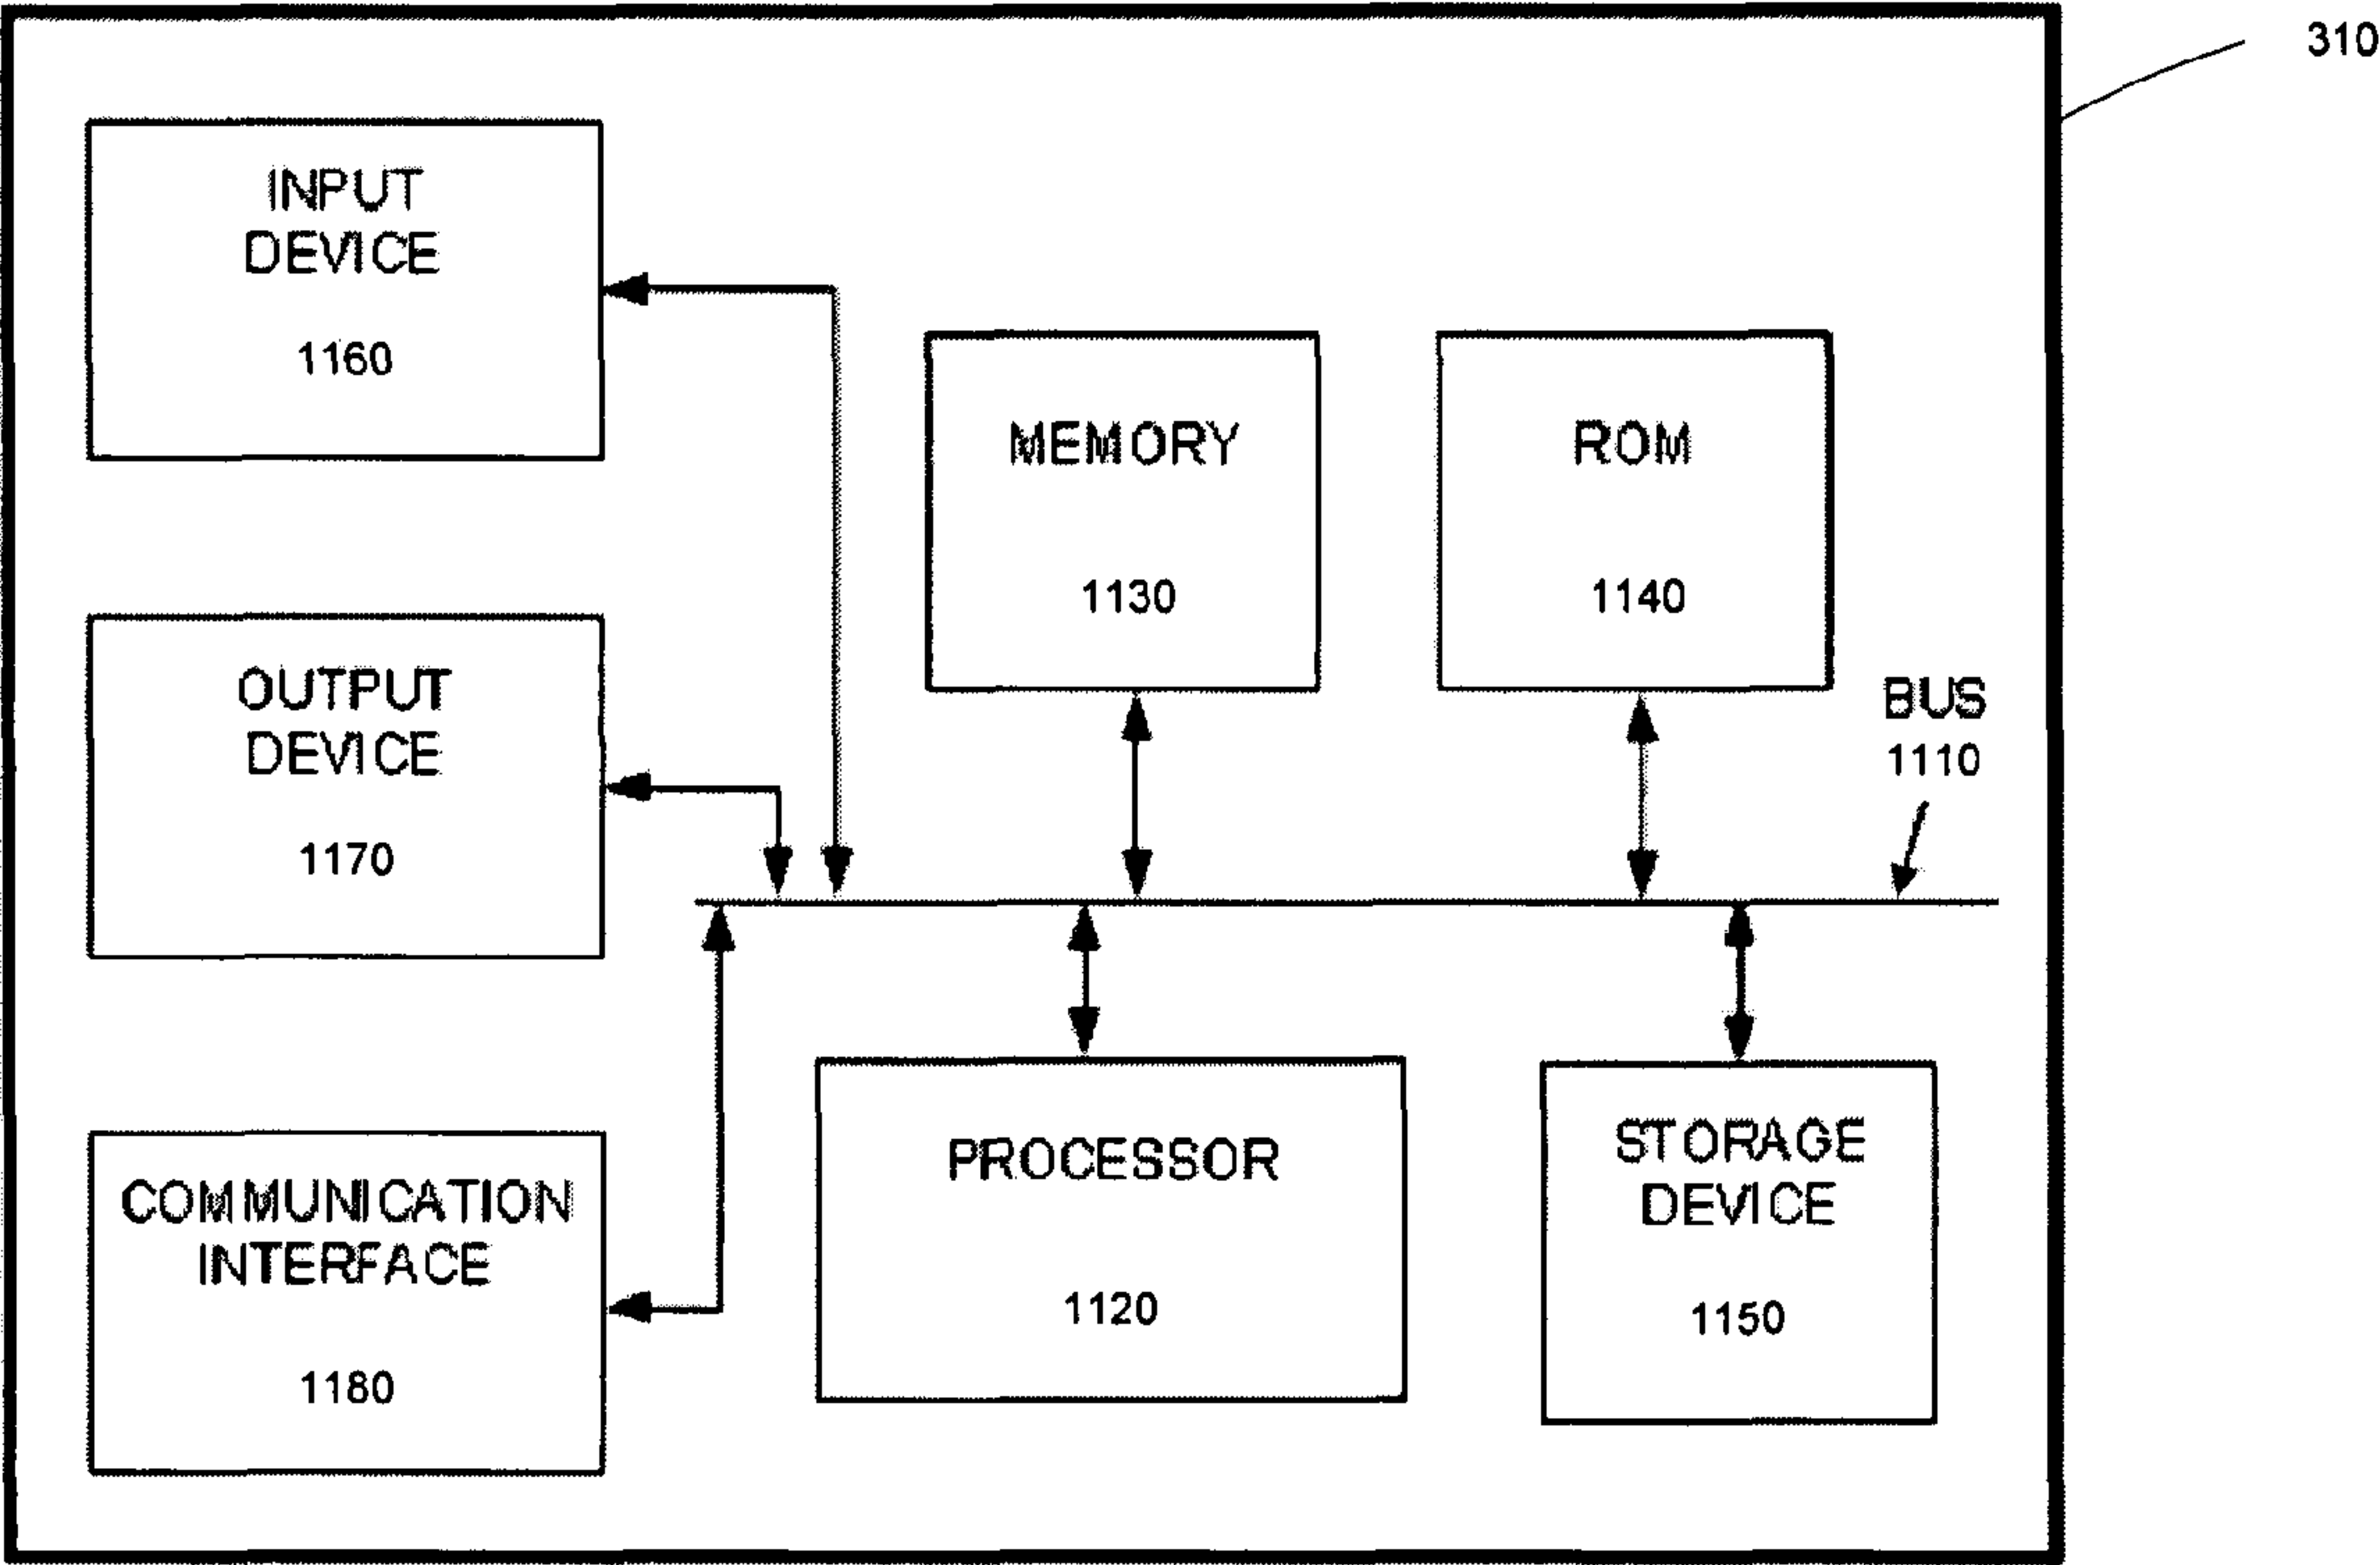 310
INPUT
DEVICE
1160
MEMORY
1130
ROM
1140
OUTPUT
DEVICE
1170
BUS
1110
COMMUNICATION
INTERFACE
1180
PROCESSOR
1120
STORAGE
DEVICE
1150